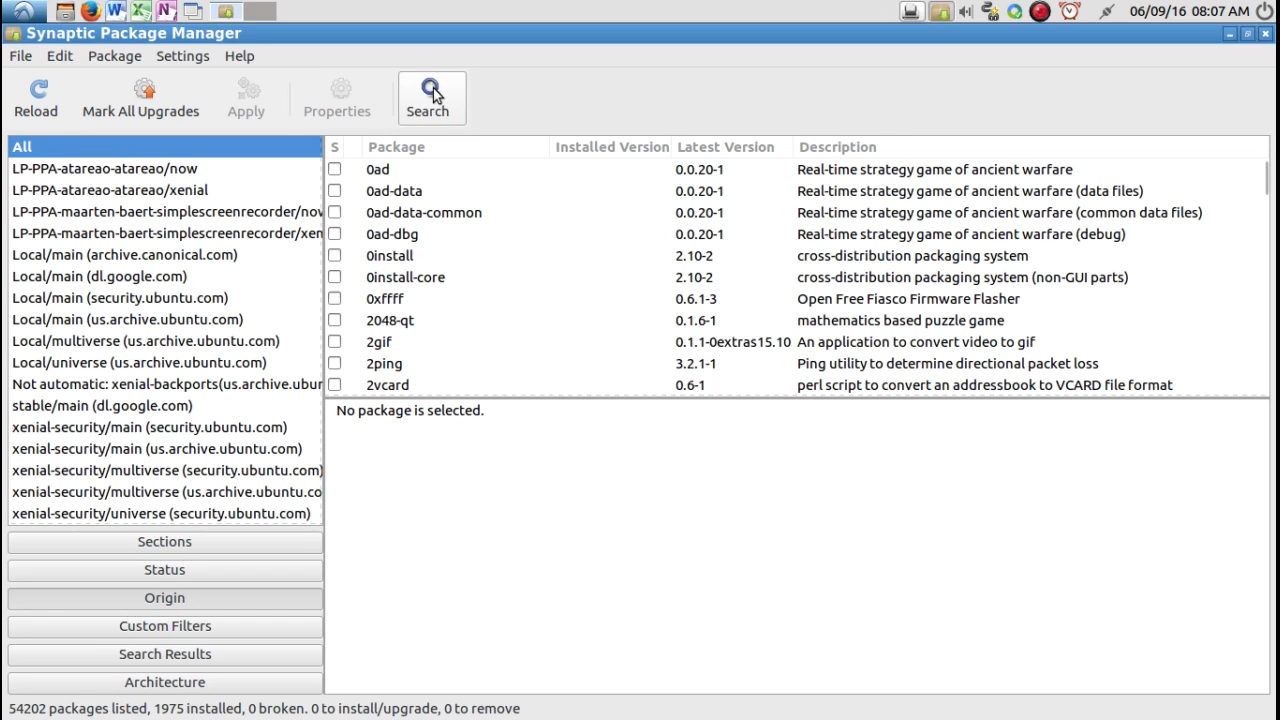 06/09/16 08:07 AM
Synaptic Package Manager
File Edit Package Settings Help
Reload Mark All Upgrades Apply Properties Search
All
LP-PPA-atareao-atareao/now
LP-PPA-atareao-atareao/xenial
LP-PPA-maarten-baert-simplescreenrecorder/now
LP-PPA-maarten-baert-simplescreenrecorder/xen
Local/main (archive.canonical.com)
Local/main (dl.google.com)
Local/main (security.ubuntu.com)
Local/main (us.archive.ubuntu.com)
Local/multiverse (us.archive.ubuntu.com)
Local/universe (us.archive.ubuntu.com)
Not automatic: xenial-backports(us.archive.ubun
stable/main (dl.google.com)
xenial-security/main (security.ubuntu.com)
xenial-security/main (us.archive.ubuntu.com)
xenial-security/multiverse (security.ubuntu.com)
xenial-security/multiverse (us.archive.ubuntu.co
xenial-security/universe (security.ubuntu.com)
Sections
Status
Origin
Custom Filters
Search Results
Architecture
S Package Installed Version Latest Version Description
0ad 0.0.20-1 Real-time strategy game of ancient warfare
0ad-data 0.0.20-1 Real-time strategy game of ancient warfare (data files)
0ad-data-common 0.0.20-1 Real-time strategy game of ancient warfare (common data files)
0ad-dbg 0.0.20-1 Real-time strategy game of ancient warfare (debug)
0install 2.10-2 cross-distribution packaging system
0install-core 2.10-2 cross-distribution packaging system (non-GUI parts)
0xffff 0.6.1-3 Open Free Fiasco Firmware Flasher
2048-qt 0.1.6-1 mathematics based puzzle game
2gif 0.1.1-0extras15.10 An application to convert video to gif
2ping 3.2.1-1 Ping utility to determine directional packet loss
2vcard 0.6-1 perl script to convert an addressbook to VCARD file format
No package is selected.
54202 packages listed, 1975 installed, 0 broken. 0 to install/upgrade, 0 to remove